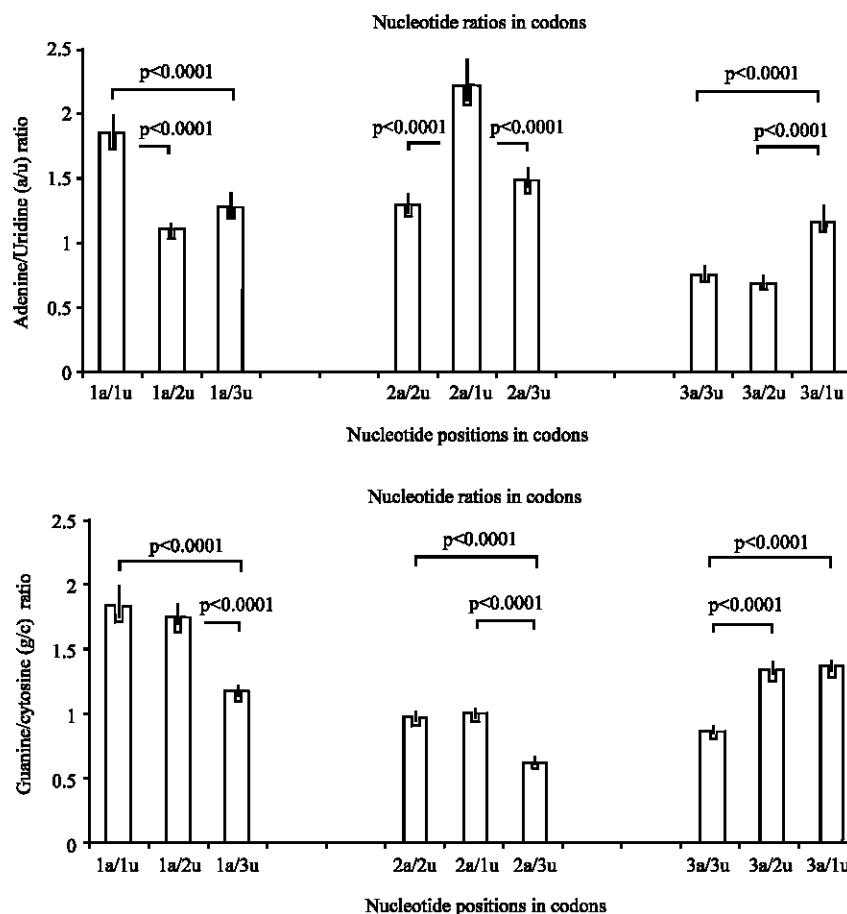 Nucleotide ratios in codons
2.5
p<0.0001
p<0.0001
p<0.0001
p<0.0001
p<0.0001
p<0.0001
2
1.5
1
0.5
0
Adenine/Uridine (a/u) ratio
1a/1u 1a/2u 1a/3u 2a/2u 2a/1u 2a/3u 3a/3u 3a/2u 3a/1u
Nucleotide positions in codons
Nucleotide ratios in codons
2.5
p<0.0001
p<0.0001
p<0.0001
p<0.0001
p<0.0001
p<0.0001
2
1.5
1
0.5
0
Guanine/cytosine (g/c) ratio
1a/1u 1a/2u 1a/3u 2a/2u 2a/1u 2a/3u 3a/3u 3a/2u 3a/1u
Nucleotide positions in codons